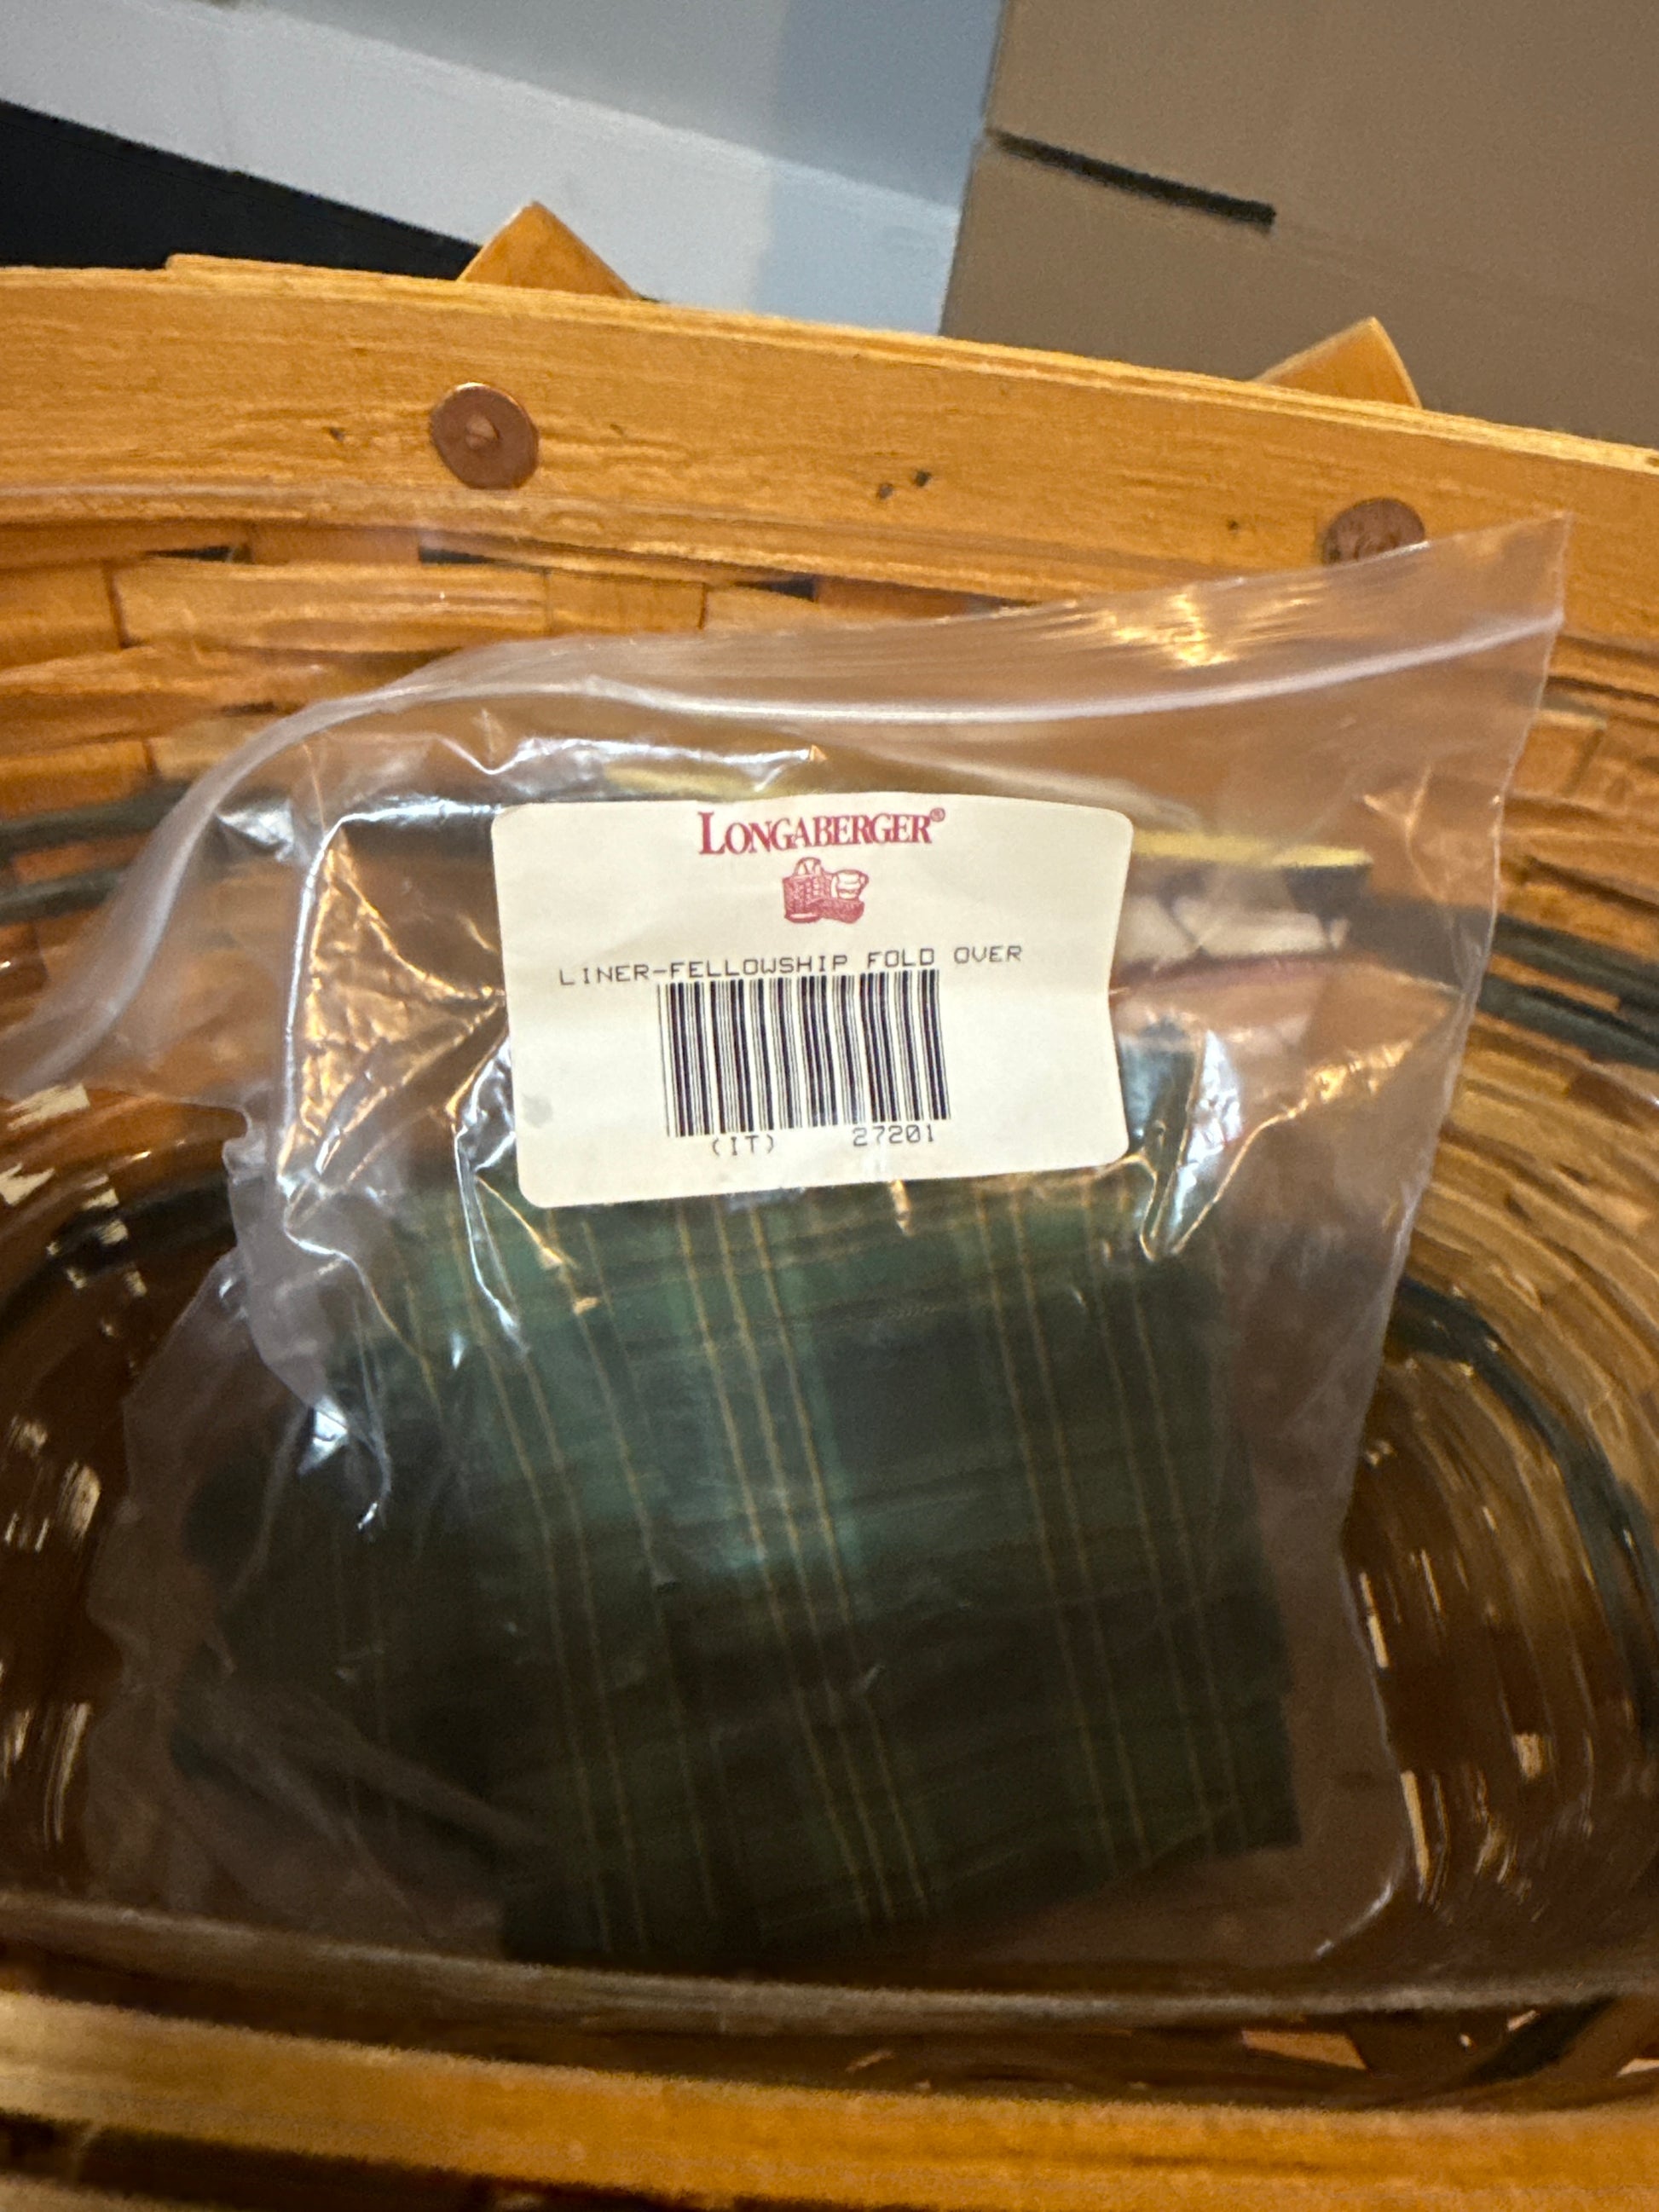 LONGABERGER®
LINER-FELLOWSHIP FOLD OVER
(IT) 27201